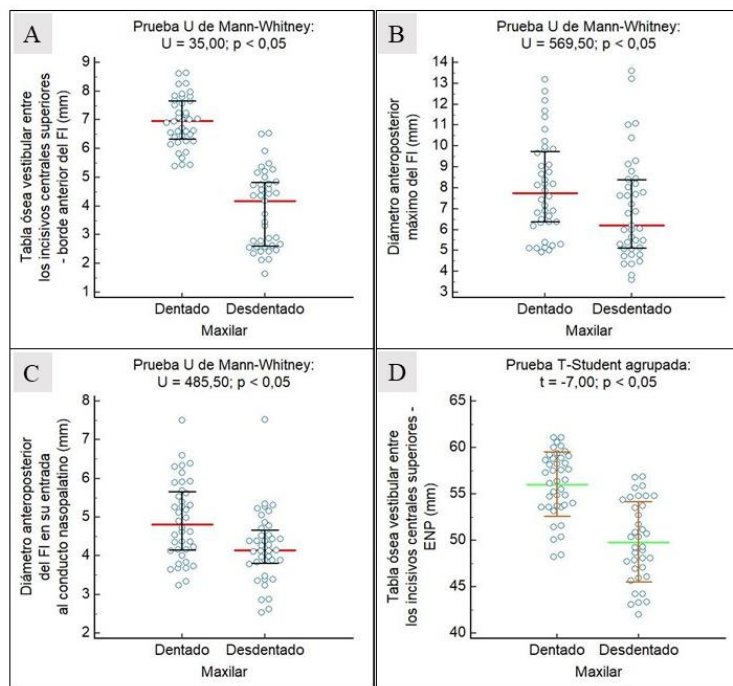 A
Prueba U de Mann-Whitney:
U = 35,00; p < 0,05
Tabla ósea vestibular entre
los incisivos centrales superiores
- borde anterior del FI (mm)
9
8
7
6
5
4
3
2
1
Dentado Desdentado
Maxilar
B
Prueba U de Mann-Whitney:
U = 569,50; p < 0,05
Diámetro anteroposterior
máximo del FI (mm)
14
13
12
11
10
9
8
7
6
5
4
3
Dentado Desdentado
Maxilar
C
Prueba U de Mann-Whitney:
U = 485,50; p < 0,05
Diámetro anteroposterior
del FI en su entrada
al conducto nasopalatino (mm)
8
7
6
5
4
3
2
Dentado Desdentado
Maxilar
D
Prueba T-Student agrupada:
t = -7,00; p < 0,05
Tabla ósea vestibular entre
los incisivos centrales superiores -
ENP (mm)
65
60
55
50
45
40
Dentado Desdentado
Maxilar